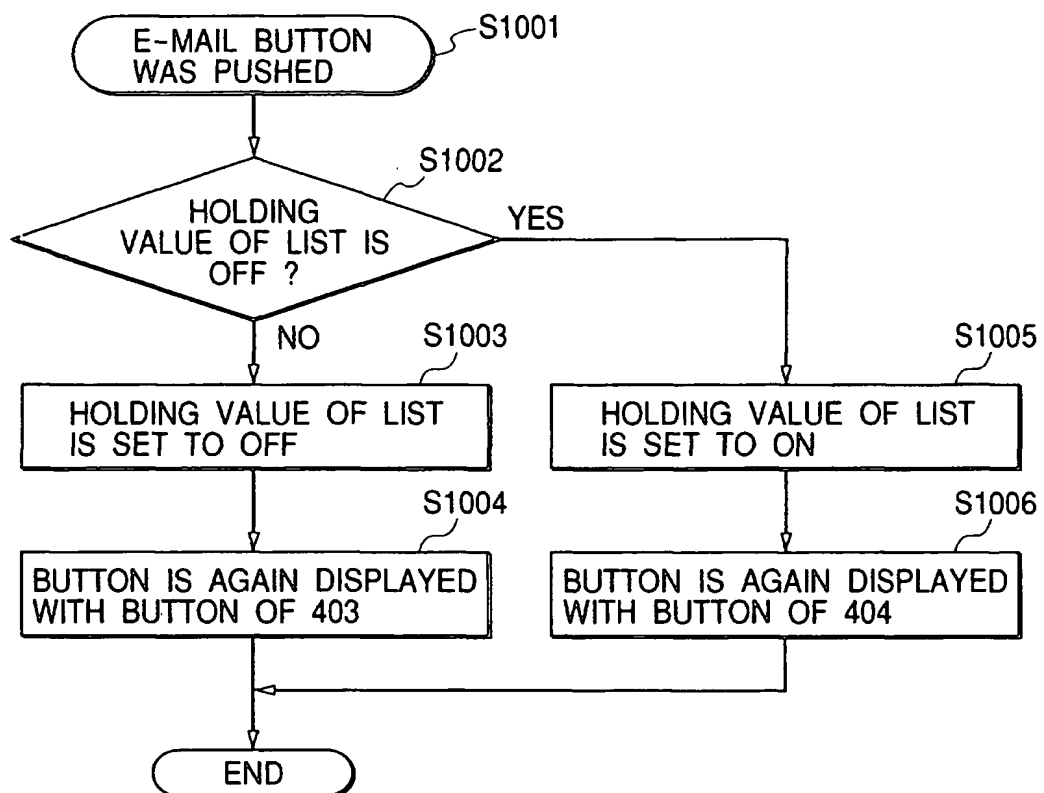 E-MAIL BUTTON
WAS PUSHED
S1001
S1002
HOLDING
VALUE OF LIST IS
OFF ?
YES
NO
S1003
HOLDING VALUE OF LIST
IS SET TO OFF
S1005
HOLDING VALUE OF LIST
IS SET TO ON
S1004
BUTTON IS AGAIN DISPLAYED
WITH BUTTON OF 403
S1006
BUTTON IS AGAIN DISPLAYED
WITH BUTTON OF 404
END